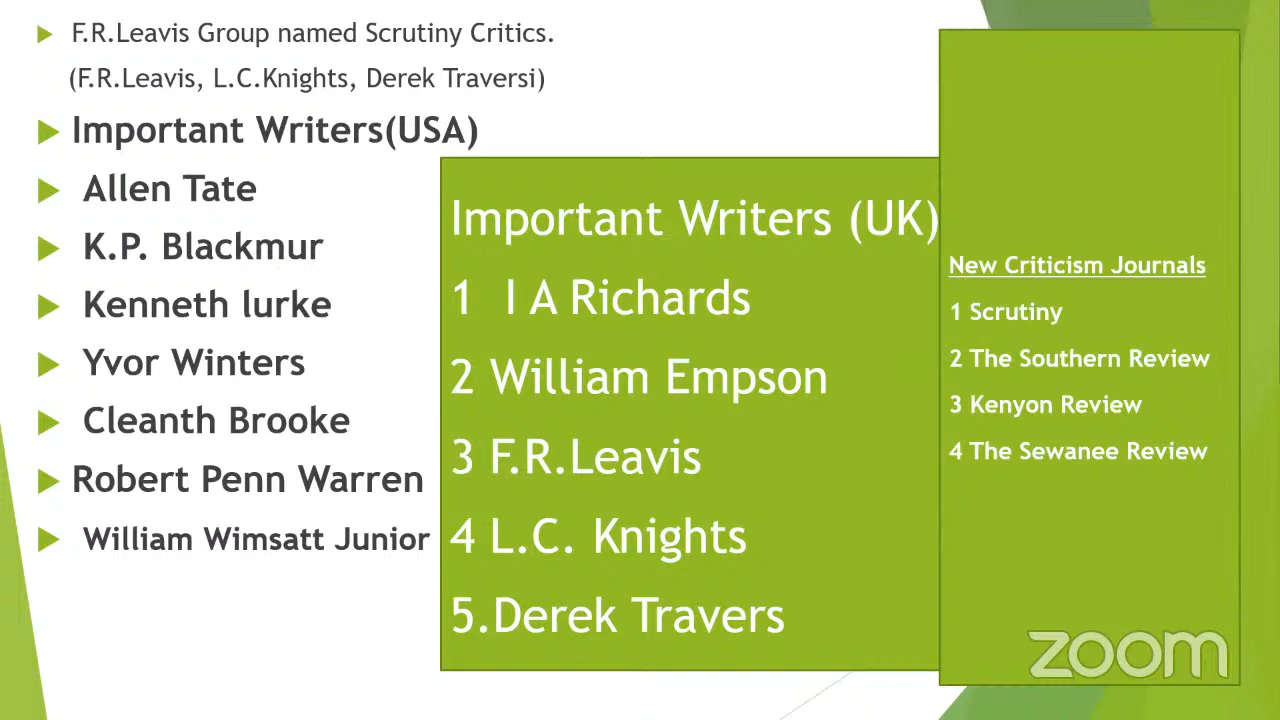 F.R.Leavis Group named Scrutiny Critics.
(F.R.Leavis, L.C.Knights, Derek Traversi)
Important Writers(USA)
Allen Tate
K.P. Blackmur
Kenneth lurke
Yvor Winters
Cleanth Brooke
Robert Penn Warren
William Wimsatt Junior
Important Writers (UK)
1 I A Richards
2 William Empson
3 F.R.Leavis
4 L.C. Knights
5.Derek Travers
New Criticism Journals
1 Scrutiny
2 The Southern Review
3 Kenyon Review
4 The Sewanee Review
zoom